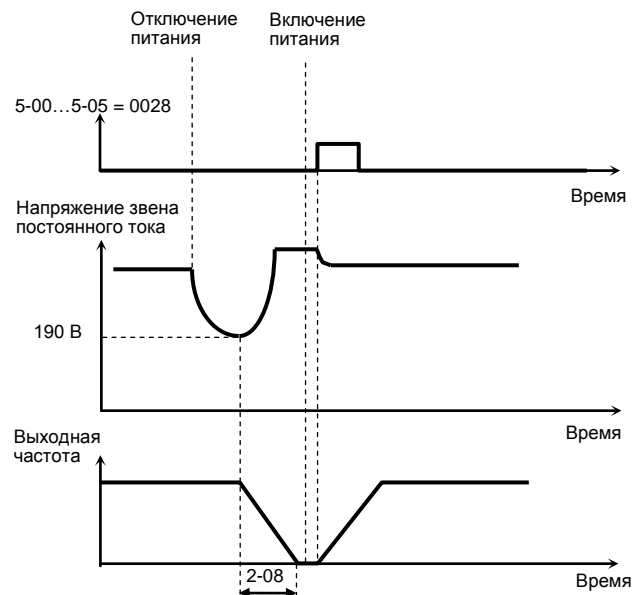 Отключение
питания
Включение
питания
5-00…5-05 = 0028
Время
Напряжение звена
постоянного тока
190 В
Время
Выходная
частота
2-08
Время